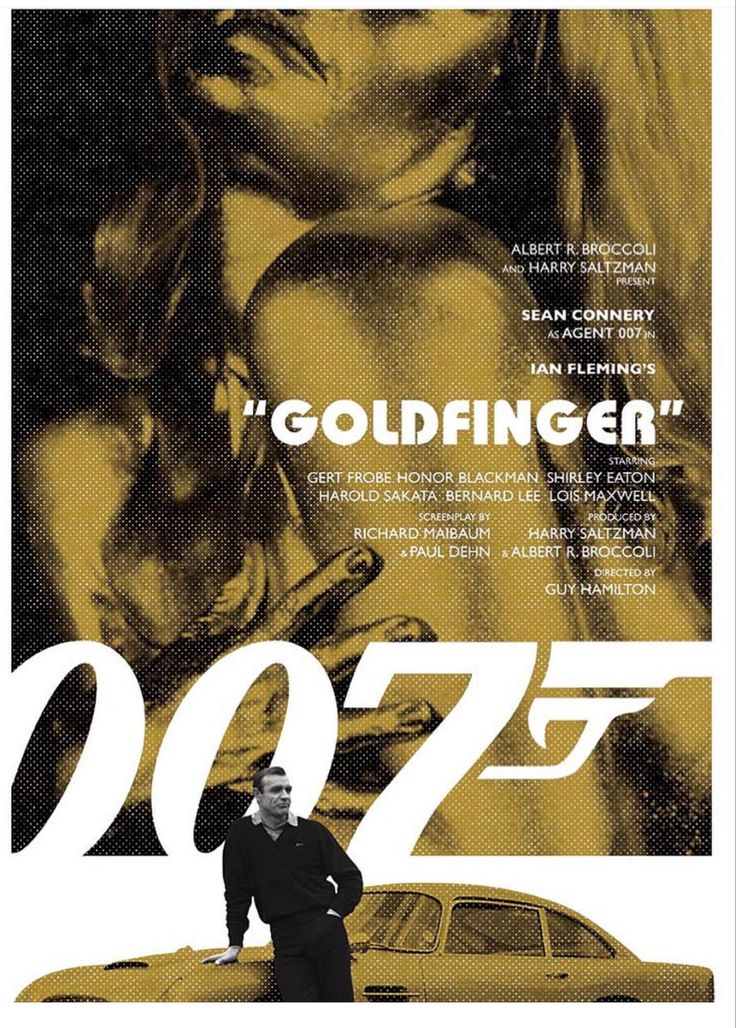 ALBERT R. BROCCOLI
AND HARRY SALTZMAN
PRESENT
SEAN CONNERY
AS AGENT 007 IN
IAN FLEMING'S
"GOLDFINGER"
STARRING
GERT FROBE HONOR BLACKMAN SHIRLEY EATON
HAROLD SAKATA BERNARD LEE LOIS MAXWELL
SCREENPLAY BY
RICHARD MAIBAUM
& PAUL DEHN
PRODUCED BY
HARRY SALTZMAN
& ALBERT R. BROCCOLI
DIRECTED BY
GUY HAMILTON
007